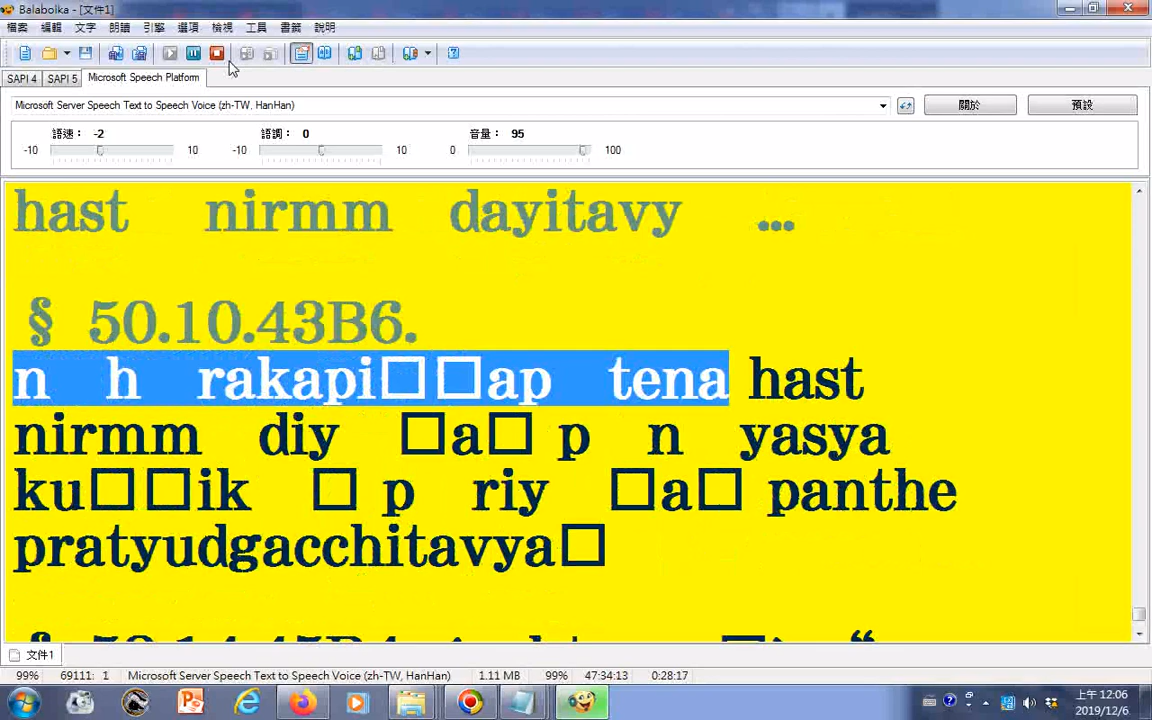 Balabolka - [文件1]
檔案 編輯 文字 朗讀 引擎 選項 檢視 工具 書籤 說明
SAPI 4 SAPI 5 Microsoft Speech Platform
Microsoft Server Speech Text to Speech Voice (zh-TW, HanHan) 關於 預設
語速： -2 語調： 0 音量： 95
-10 10 -10 10 0 100
hast nirmm dayitavy ...
§ 50.10.43B6.
n h rakapi□□ap tena hast
nirmm diy □a□ p n yasya
ku□□ik □ p riy □a□ panthe
pratyudgacchitavya□
文件1
99% 69111: 1 Microsoft Server Speech Text to Speech Voice (zh-TW, HanHan) 1.11 MB 99% 47:34:13 0:28:17
上午 12:06
2019/12/6